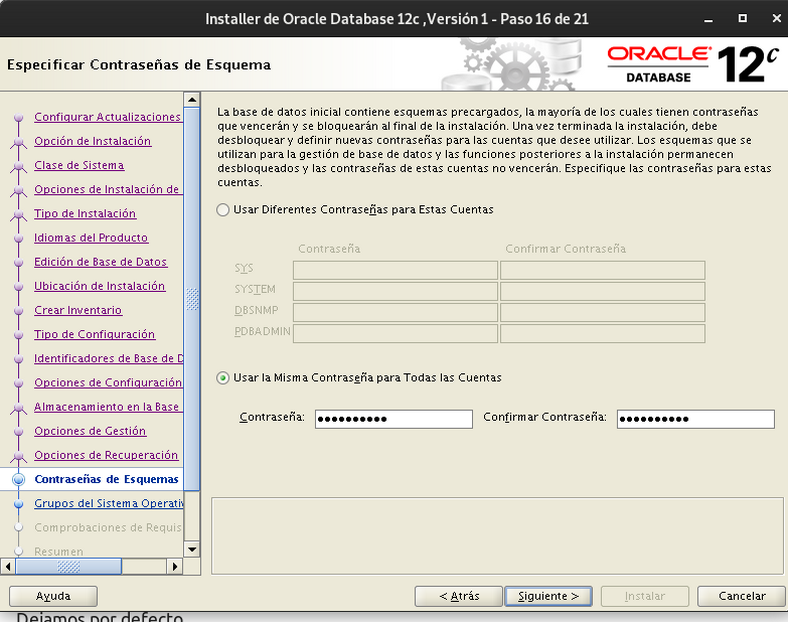 Installer de Oracle Database 12c ,Versión 1 - Paso 16 de 21
Especificar Contraseñas de Esquema
ORACLE
DATABASE
12c
Configurar Actualizaciones
Opción de Instalación
Clase de Sistema
Opciones de Instalación de
Tipo de Instalación
Idiomas del Producto
Edición de Base de Datos
Ubicación de Instalación
Crear Inventario
Tipo de Configuración
Identificadores de Base de D
Opciones de Configuración
Almacenamiento en la Base
Opciones de Gestión
Opciones de Recuperación
Contraseñas de Esquemas
Grupos del Sistema Operativ
Comprobaciones de Requis
Resumen
La base de datos inicial contiene esquemas precargados, la mayoría de los cuales tienen contraseñas
que vencerán y se bloquearán al final de la instalación. Una vez terminada la instalación, debe
desbloquear y definir nuevas contraseñas para las cuentas que desee utilizar. Los esquemas que se
utilizan para la gestión de base de datos y las funciones posteriores a la instalación permanecen
desbloqueados y las contraseñas de estas cuentas no vencerán. Especifique las contraseñas para estas
cuentas.
Usar Diferentes Contraseñas para Estas Cuentas
Contraseña Confirmar Contraseña
SYS
SYSTEM
DBSNMP
PDBADMIN
Usar la Misma Contraseña para Todas las Cuentas
Contraseña: •••••••••• Confirmar Contraseña: ••••••••••
Ayuda < Atrás Siguiente > Instalar Cancelar
Dejamos por defecto